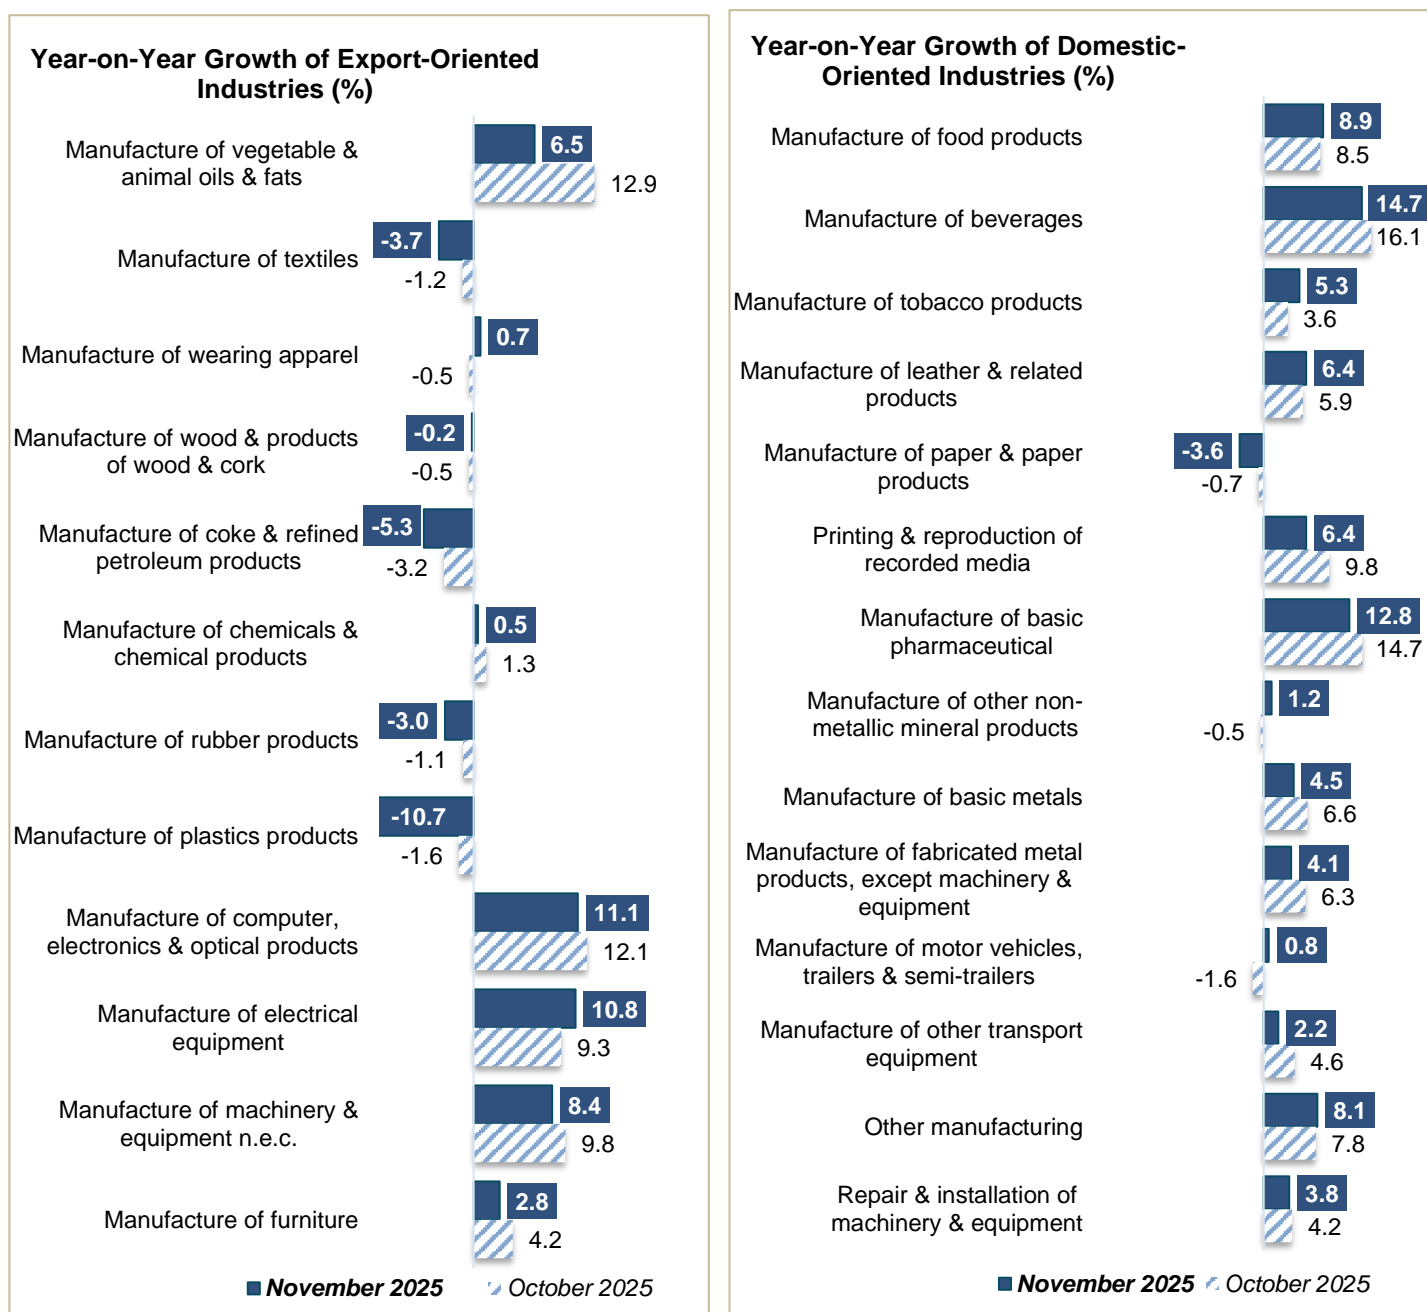 Year-on-Year Growth of Export-Oriented
Industries (%)
Manufacture of vegetable &
animal oils & fats
6.5
12.9
Manufacture of textiles
-3.7
-1.2
Manufacture of wearing apparel
0.7
-0.5
Manufacture of wood & products
of wood & cork
-0.2
-0.5
Manufacture of coke & refined
petroleum products
-5.3
-3.2
Manufacture of chemicals &
chemical products
0.5
1.3
Manufacture of rubber products
-3.0
-1.1
Manufacture of plastics products
-10.7
-1.6
Manufacture of computer,
electronics & optical products
11.1
12.1
Manufacture of electrical
equipment
10.8
9.3
Manufacture of machinery &
equipment n.e.c.
8.4
9.8
Manufacture of furniture
2.8
4.2
November 2025 October 2025
Year-on-Year Growth of Domestic-
Oriented Industries (%)
Manufacture of food products
8.9
8.5
Manufacture of beverages
14.7
16.1
Manufacture of tobacco products
5.3
3.6
Manufacture of leather & related
products
6.4
5.9
Manufacture of paper & paper
products
-3.6
-0.7
Printing & reproduction of
recorded media
6.4
9.8
Manufacture of basic
pharmaceutical
12.8
14.7
Manufacture of other non-
metallic mineral products
1.2
-0.5
Manufacture of basic metals
4.5
6.6
Manufacture of fabricated metal
products, except machinery &
equipment
4.1
6.3
Manufacture of motor vehicles,
trailers & semi-trailers
0.8
-1.6
Manufacture of other transport
equipment
2.2
4.6
Other manufacturing
8.1
7.8
Repair & installation of
machinery & equipment
3.8
4.2
November 2025 October 2025